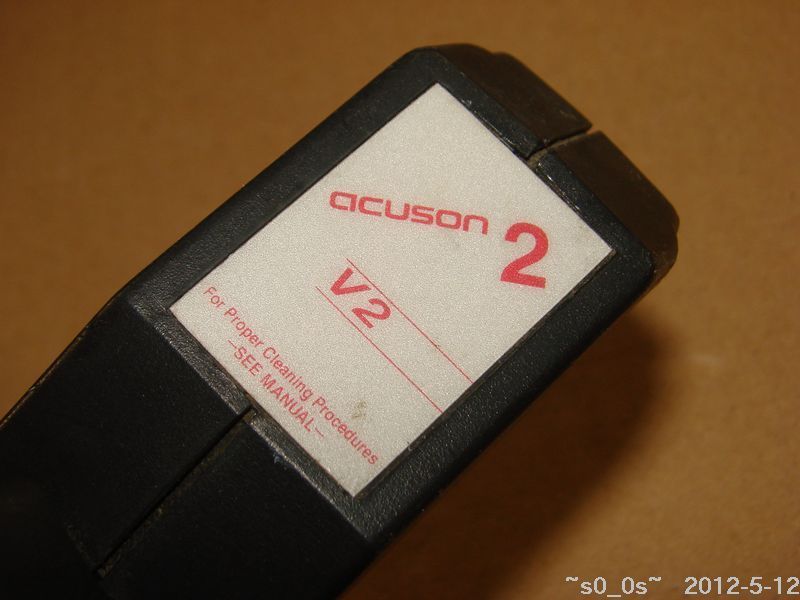 acuson 2
V2
For Proper Cleaning Procedures
–SEE MANUAL–
~s0_0s~ 2012-5-12